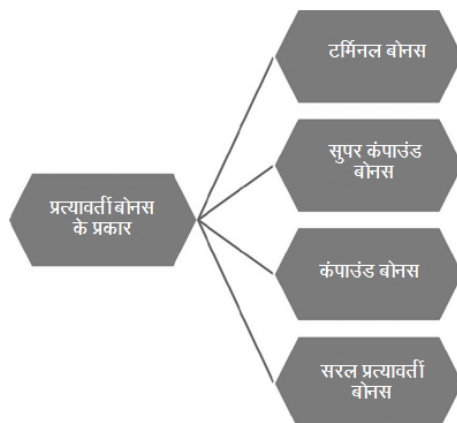 टर्मिनल बोनस
सुपर कंपाउंड
बोनस
प्रत्यावर्ती बोनस
के प्रकार
कंपाउंड बोनस
सरल प्रत्यावर्ती
बोनस